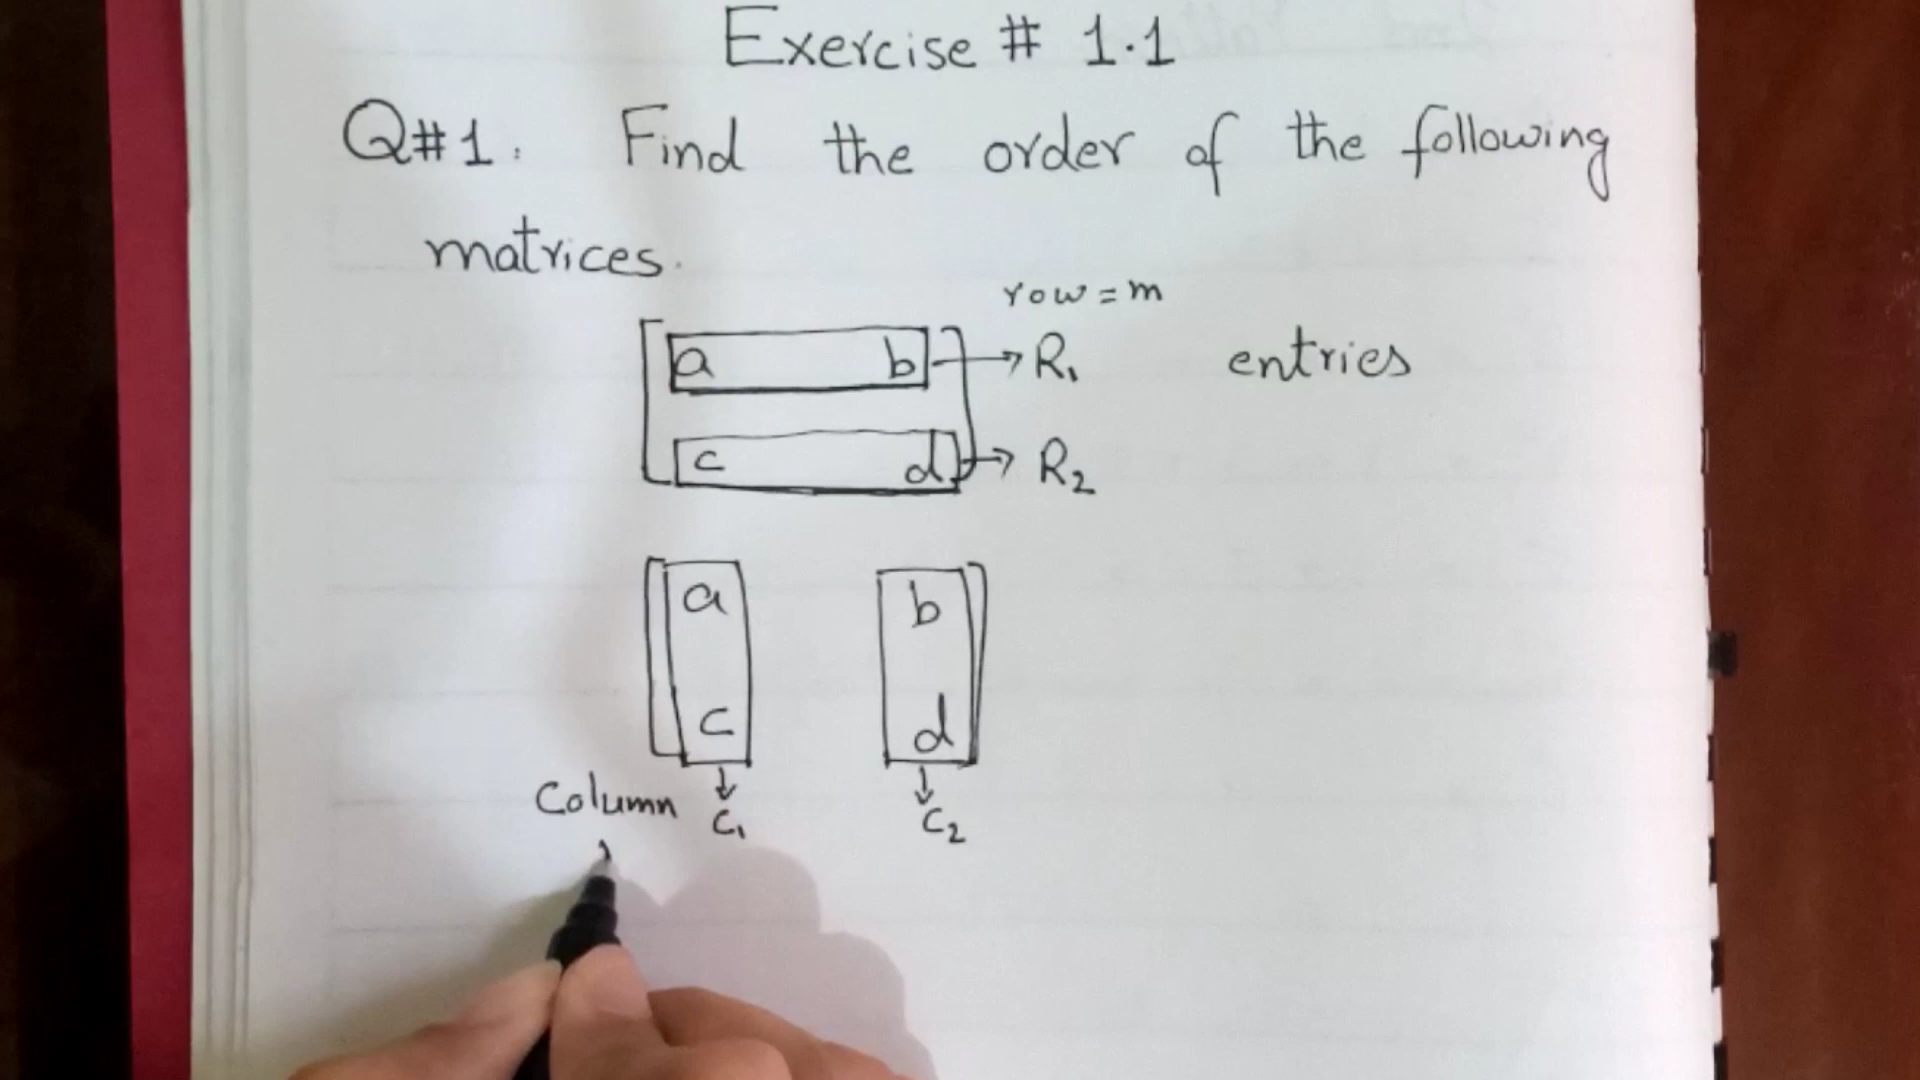 Exercise # 1.1
Q#1. Find the order of the following
matrices.
row = m
a b → R₁ entries
c d → R₂
a b
c d
Column ↓ ↓
C₁ C₂